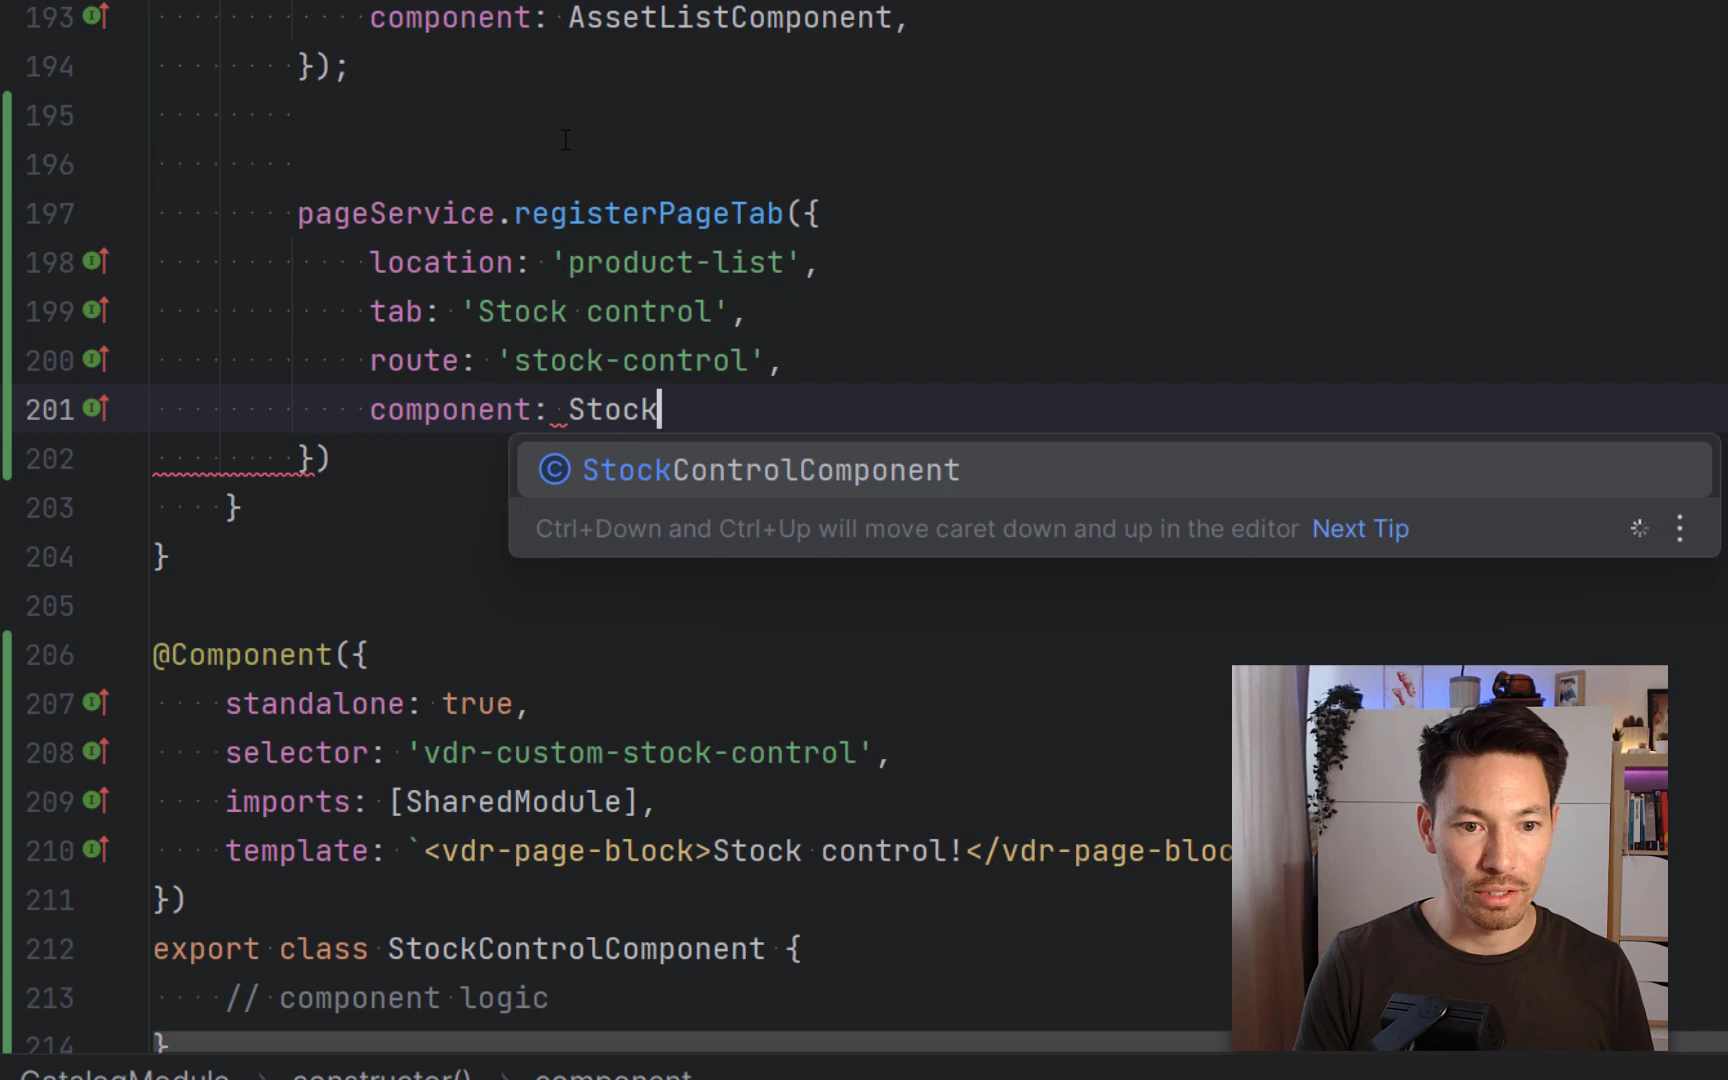 193 component: AssetListComponent,
194 });
195
196
197 pageService.registerPageTab({
198 location: 'product-list',
199 tab: 'Stock control',
200 route: 'stock-control',
201 component: Stock
202 })
StockControlComponent
203 }
Ctrl+Down and Ctrl+Up will move caret down and up in the editor Next Tip
204 }
205
206 @Component({
207 standalone: true,
208 selector: 'vdr-custom-stock-control',
209 imports: [SharedModule],
210 template: `<vdr-page-block>Stock control!</vdr-page-bloc
211 })
212 export class StockControlComponent {
213 // component logic
214 }
CatalogModule > constructor() > component